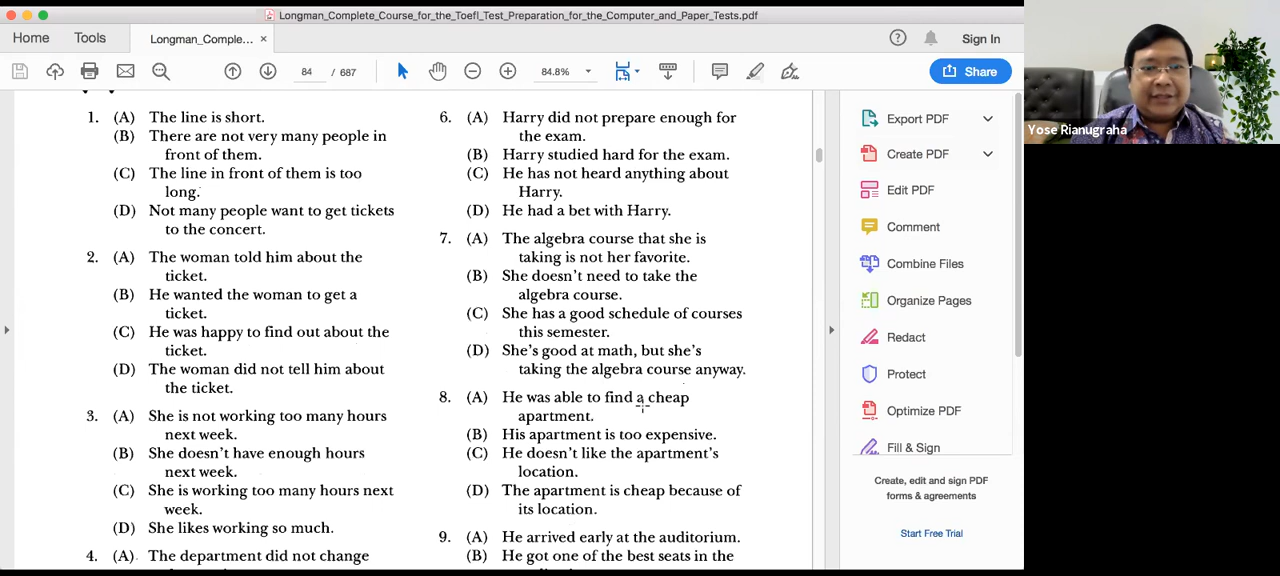 Longman_Complete_Course_for_the_Toefl_Test_Preparation_for_the_Computer_and_Paper_Tests.pdf
Home Tools Longman_Comple... × Sign In
84 / 687 84.8% Share
1. (A) The line is short.
(B) There are not very many people in
front of them.
(C) The line in front of them is too
long.
(D) Not many people want to get tickets
to the concert.
2. (A) The woman told him about the
ticket.
(B) He wanted the woman to get a
ticket.
(C) He was happy to find out about the
ticket.
(D) The woman did not tell him about
the ticket.
3. (A) She is not working too many hours
next week.
(B) She doesn't have enough hours
next week.
(C) She is working too many hours next
week.
(D) She likes working so much.
4. (A) The department did not change
6. (A) Harry did not prepare enough for
the exam.
(B) Harry studied hard for the exam.
(C) He has not heard anything about
Harry.
(D) He had a bet with Harry.
7. (A) The algebra course that she is
taking is not her favorite.
(B) She doesn't need to take the
algebra course.
(C) She has a good schedule of courses
this semester.
(D) She's good at math, but she's
taking the algebra course anyway.
8. (A) He was able to find a cheap
apartment.
(B) His apartment is too expensive.
(C) He doesn't like the apartment's
location.
(D) The apartment is cheap because of
its location.
9. (A) He arrived early at the auditorium.
(B) He got one of the best seats in the
Export PDF
Create PDF
Edit PDF
Comment
Combine Files
Organize Pages
Redact
Protect
Optimize PDF
Fill & Sign
Create, edit and sign PDF
forms & agreements
Start Free Trial
Yose Rianugraha